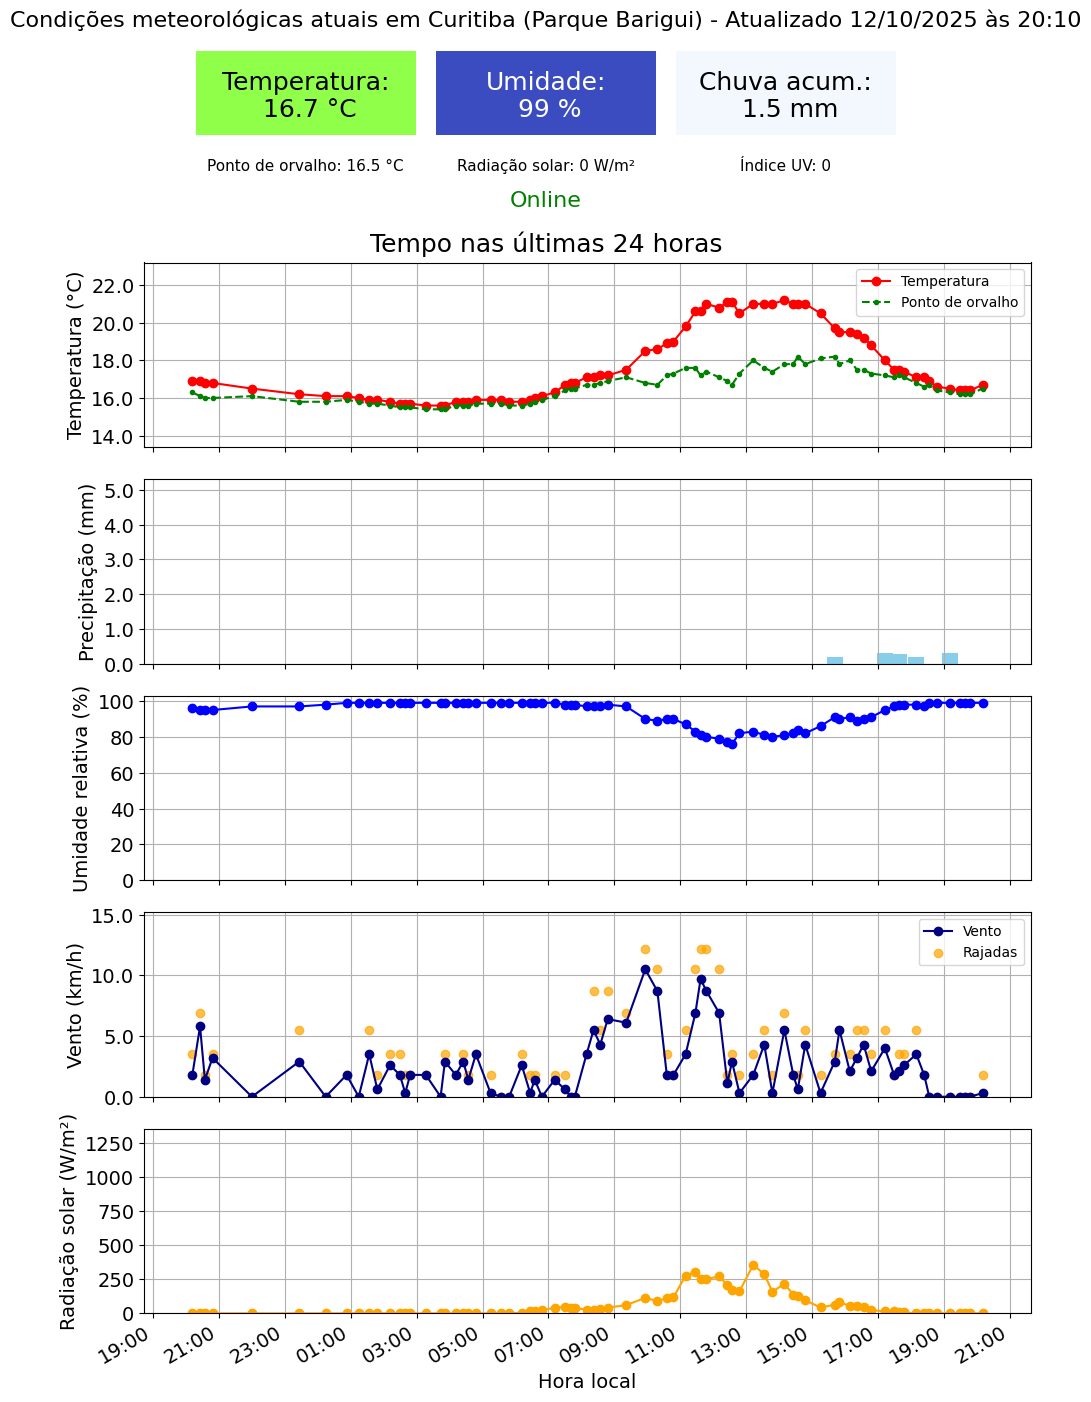 Condições meteorológicas atuais em Curitiba (Parque Barigui) - Atualizado 12/10/2025 às 20:10
Temperatura:
16.7 °C
Umidade:
99 %
Chuva acum.:
1.5 mm
Ponto de orvalho: 16.5 °C
Radiação solar: 0 W/m²
Índice UV: 0
Online
Tempo nas últimas 24 horas
Temperatura (°C)
22.0
20.0
18.0
16.0
14.0
Temperatura
Ponto de orvalho
Precipitação (mm)
5.0
4.0
3.0
2.0
1.0
0.0
Umidade relativa (%)
100
80
60
40
20
0
Vento (km/h)
15.0
10.0
5.0
0.0
Vento
Rajadas
Radiação solar (W/m²)
1250
1000
750
500
250
0
19:00
21:00
23:00
01:00
03:00
05:00
07:00
09:00
11:00
13:00
15:00
17:00
19:00
21:00
Hora local